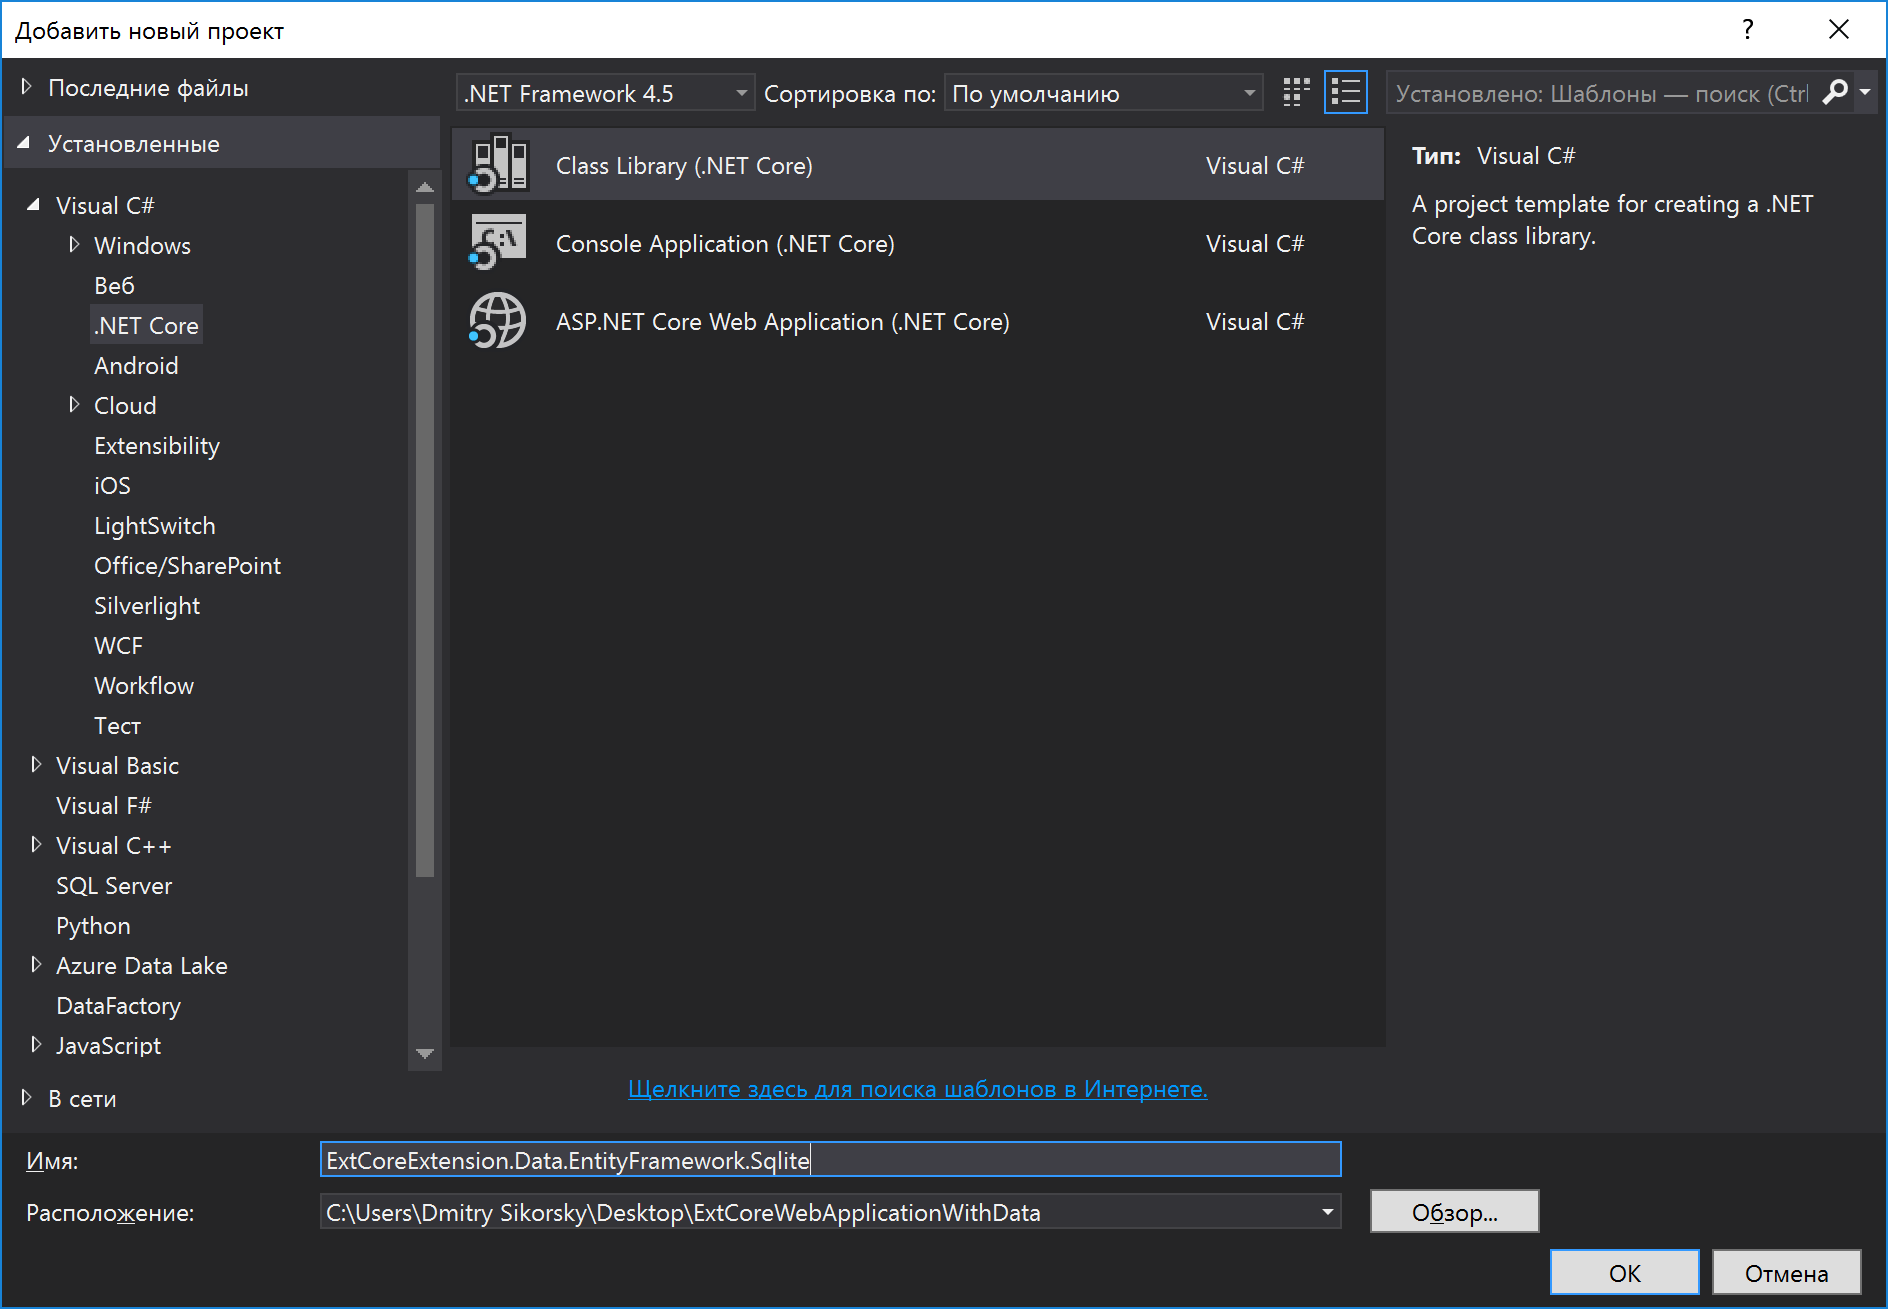 Добавить новый проект
?
Последние файлы
Установленные
Visual C#
Windows
Веб
.NET Core
Android
Cloud
Extensibility
iOS
LightSwitch
Office/SharePoint
Silverlight
WCF
Workflow
Тест
Visual Basic
Visual F#
Visual C++
SQL Server
Python
Azure Data Lake
DataFactory
JavaScript
В сети
.NET Framework 4.5
Сортировка по:
По умолчанию
Class Library (.NET Core) Visual C#
Console Application (.NET Core) Visual C#
ASP.NET Core Web Application (.NET Core) Visual C#
Щелкните здесь для поиска шаблонов в Интернете.
Установлено: Шаблоны — поиск (Ctrl
Тип: Visual C#
A project template for creating a .NET
Core class library.
Имя: ExtCoreExtension.Data.EntityFramework.Sqlite
Расположение: C:\Users\Dmitry Sikorsky\Desktop\ExtCoreWebApplicationWithData
Обзор...
ОК
Отмена